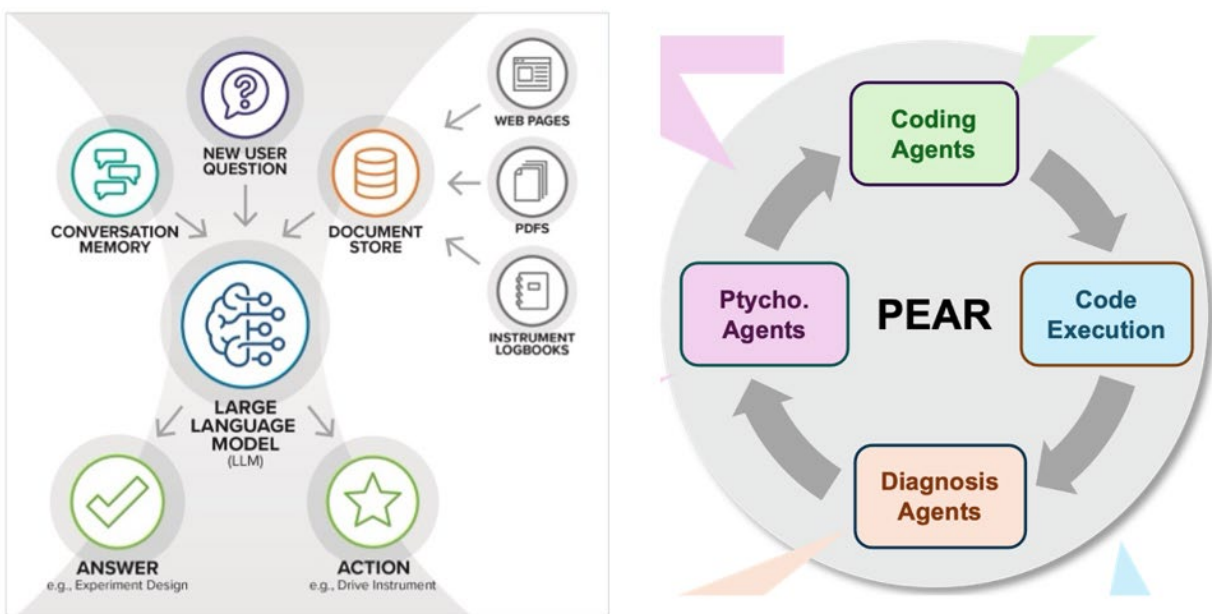 NEW USER
QUESTION
CONVERSATION
MEMORY
DOCUMENT
STORE
WEB PAGES
PDFS
INSTRUMENT
LOGBOOKS
LARGE
LANGUAGE
MODEL
(LLM)
ANSWER
e.g., Experiment Design
ACTION
e.g., Drive Instrument
Coding
Agents
Ptycho.
Agents
PEAR
Code
Execution
Diagnosis
Agents